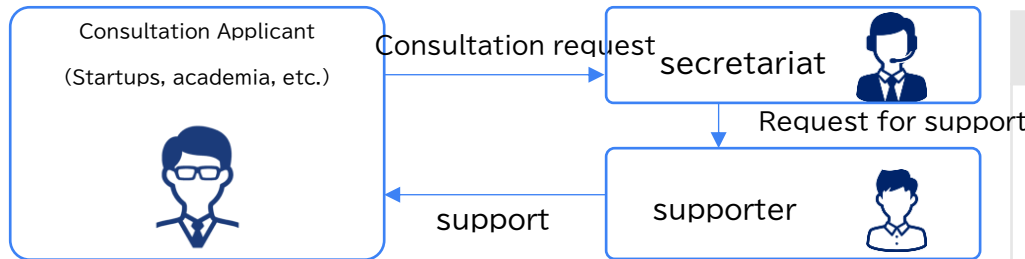 Consultation Applicant
(Startups, academia, etc.)
Consultation request
secretariat
Request for support
supporter
support